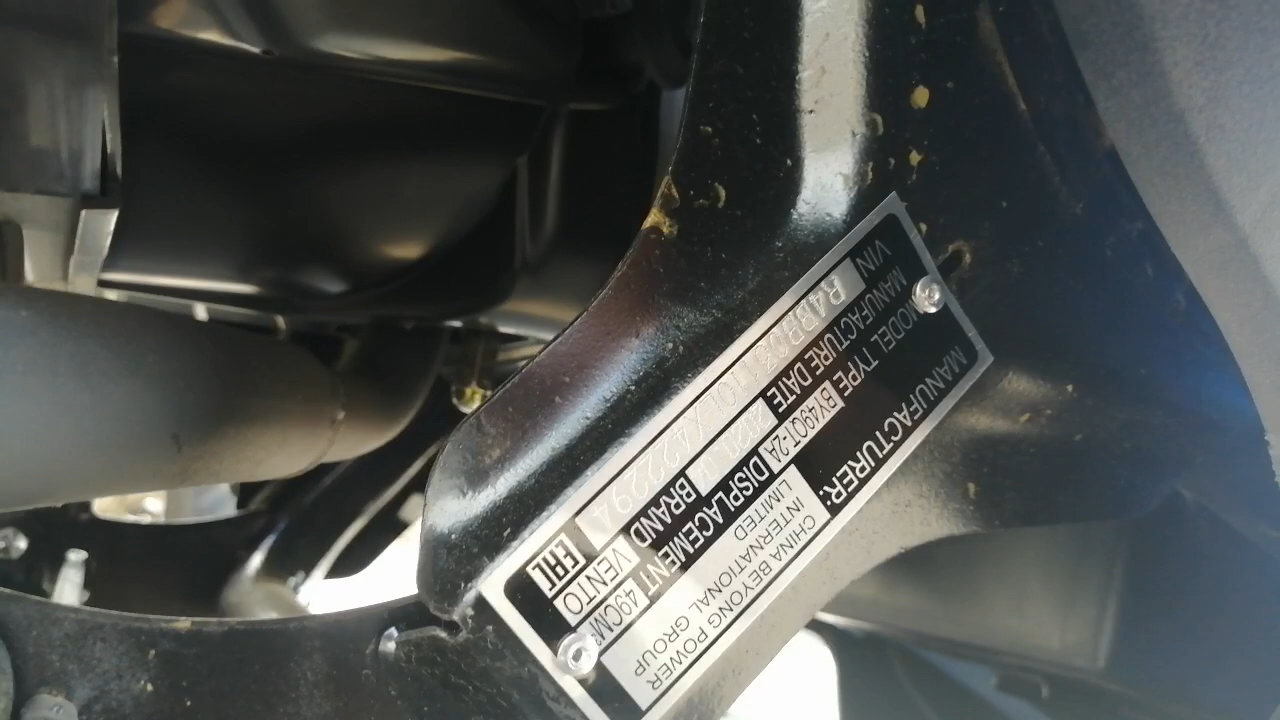 VIN
MANUFACTURE DATE
BRAND VENTO
MODEL TYPE BY49QT-2A DISPLACEMENT 49CM³
MANUFACTURER: CHINA BEYONG POWER
INTERNATIONAL GROUP
LIMITED
EAC